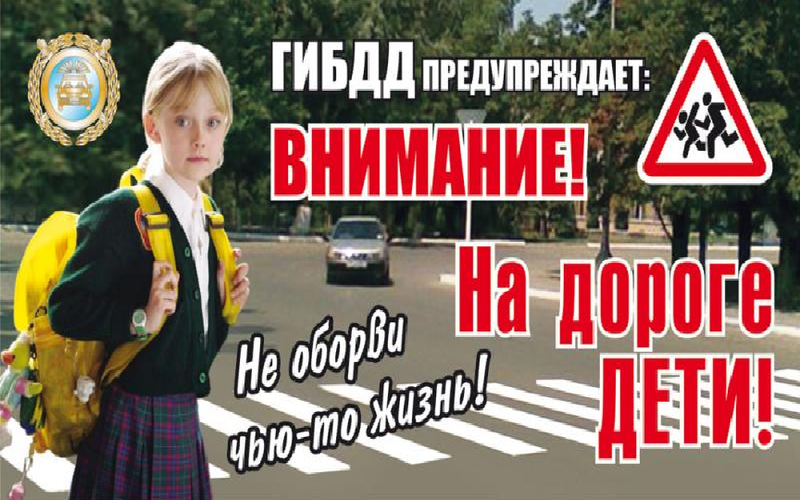 ГИБДД ПРЕДУПРЕЖДАЕТ:
ВНИМАНИЕ!
На дороге
ДЕТИ!
Не оборви
чью-то жизнь!